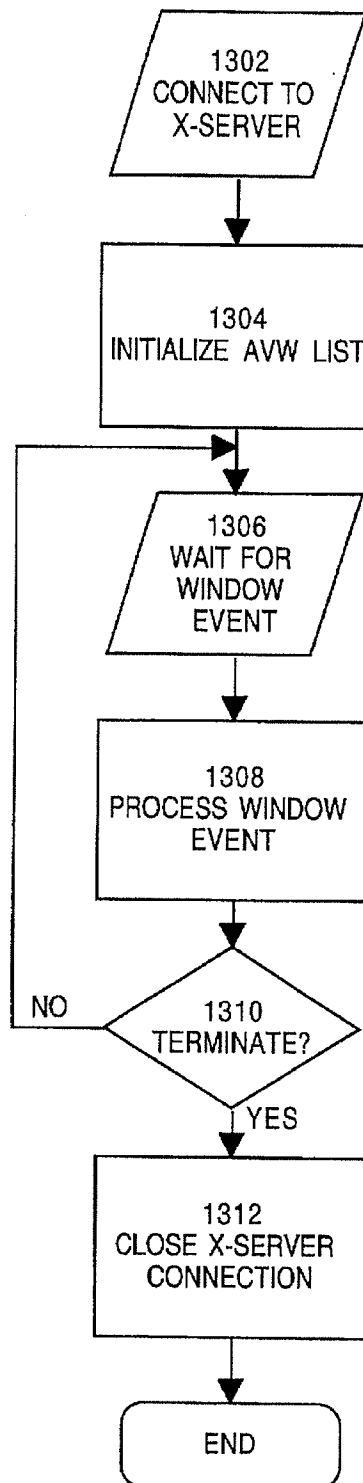 1302
CONNECT TO
X-SERVER
1304
INITIALIZE AVW LIST
1306
WAIT FOR
WINDOW
EVENT
1308
PROCESS WINDOW
EVENT
NO
1310
TERMINATE?
YES
1312
CLOSE X-SERVER
CONNECTION
END